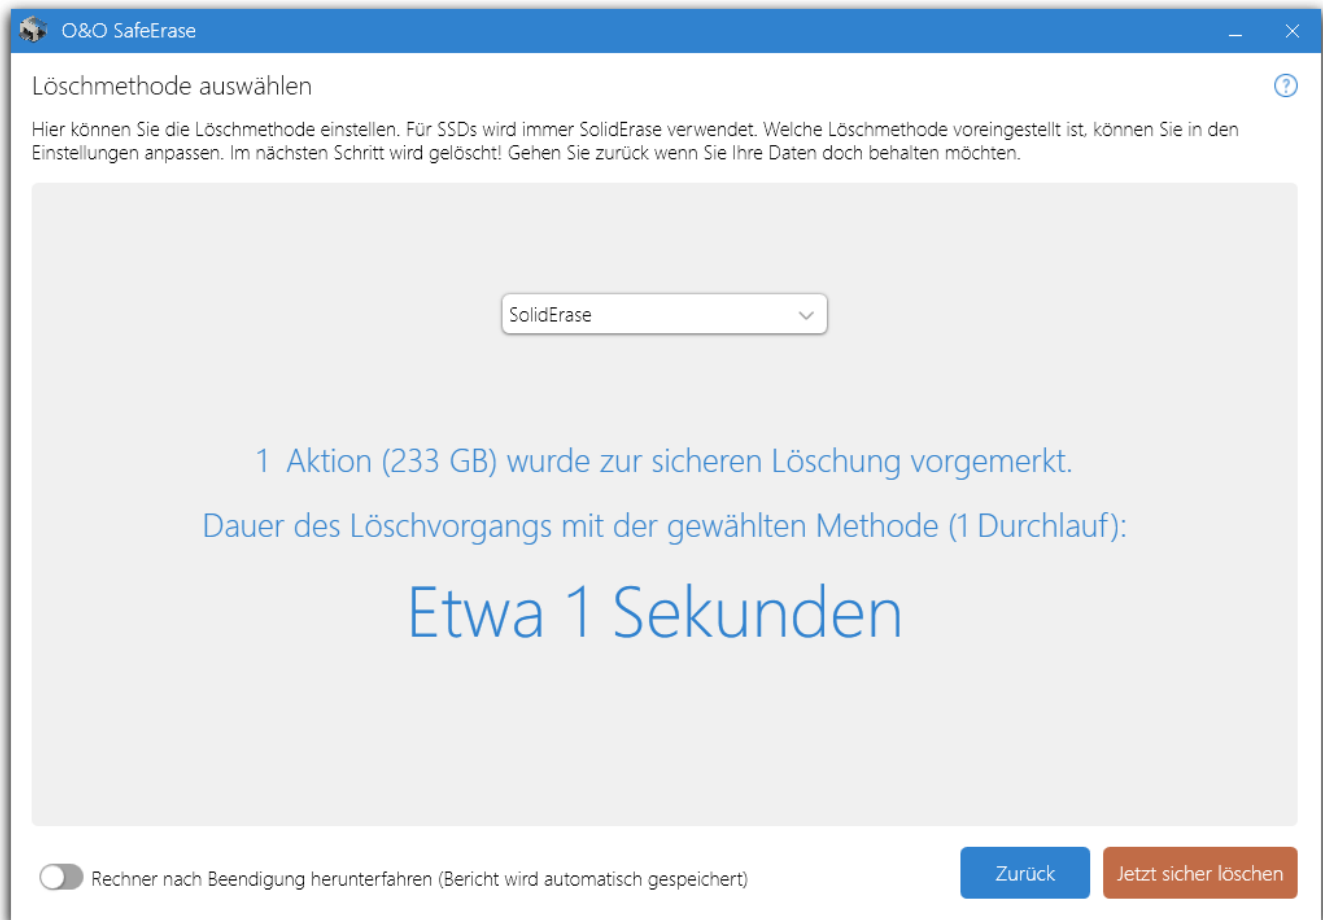 O&O SafeErase
Löschmethode auswählen
Hier können Sie die Löschmethode einstellen. Für SSDs wird immer SolidErase verwendet. Welche Löschmethode voreingestellt ist, können Sie in den
Einstellungen anpassen. Im nächsten Schritt wird gelöscht! Gehen Sie zurück wenn Sie Ihre Daten doch behalten möchten.
SolidErase
1 Aktion (233 GB) wurde zur sicheren Löschung vorgemerkt.
Dauer des Löschvorgangs mit der gewählten Methode (1 Durchlauf):
Etwa 1 Sekunden
Rechner nach Beendigung herunterfahren (Bericht wird automatisch gespeichert)
Zurück
Jetzt sicher löschen